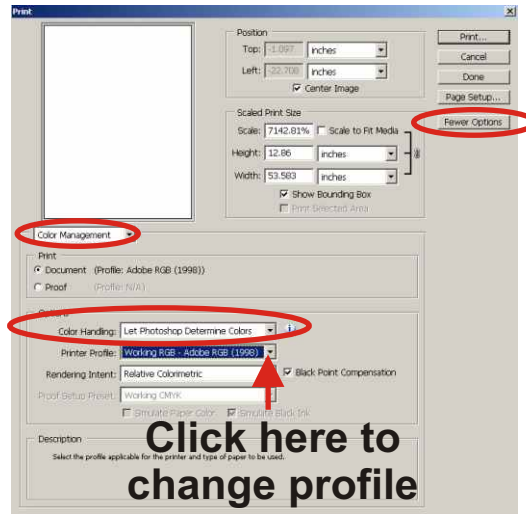 Print
Position
Top: -1.097 inches
Left: -22.708 inches
Center Image
Print...
Cancel
Done
Page Setup...
Fewer Options
Scaled Print Size
Scale: 7142.81% Scale to Fit Media
Height: 12.86 inches
Width: 53.583 inches
Show Bounding Box
Print Selected Area
Color Management
Print
Document (Profile: Adobe RGB (1998))
Proof (Profile: N/A)
Options
Color Handling: Let Photoshop Determine Colors
Printer Profile: Working RGB - Adobe RGB (1998)
Rendering Intent: Relative Colorimetric Black Point Compensation
Proof Setup Preset: Working CMYK
Simulate Paper Color Simulate Black Ink
Description
Select the profile applicable for the printer and type of paper to be used.
Click here to
change profile